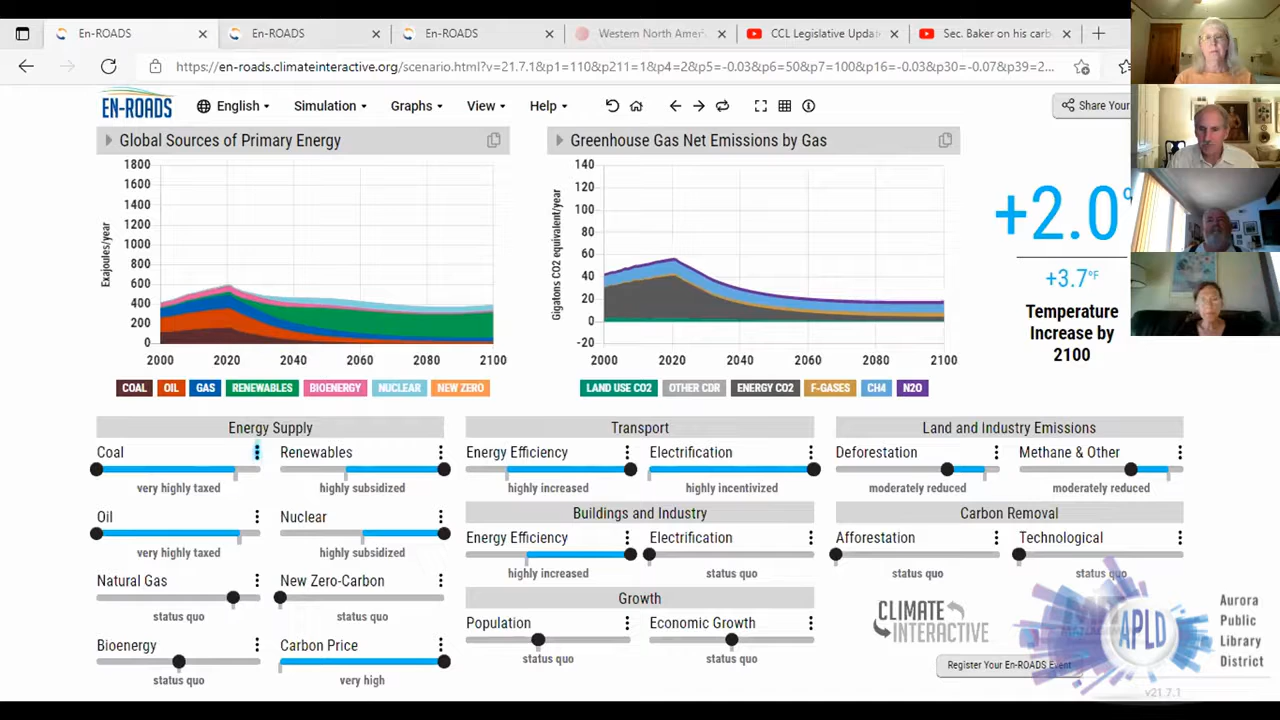 En-ROADS
En-ROADS
En-ROADS
Western North Amer
CCL Legislative Updat
Sec. Baker on his carb
https://en-roads.climateinteractive.org/scenario.html?v=21.7.1&p1=110&p211=1&p4=2&p5=-0.03&p6=50&p7=100&p16=-0.03&p30=-0.07&p39=2...
EN-ROADS
English
Simulation
Graphs
View
Help
Share Your
Global Sources of Primary Energy
Greenhouse Gas Net Emissions by Gas
Exajoules/year
1800
1600
1400
1200
1000
800
600
400
200
0
2000 2020 2040 2060 2080 2100
COAL OIL GAS RENEWABLES BIOENERGY NUCLEAR NEW ZERO
Gigatons CO2 equivalent/year
140
120
100
80
60
40
20
0
-20
2000 2020 2040 2060 2080 2100
LAND USE CO2 OTHER CDR ENERGY CO2 F-GASES CH4 N2O
+2.0°
+3.7°F
Temperature
Increase by
2100
Energy Supply
Coal
very highly taxed
Renewables
highly subsidized
Oil
very highly taxed
Nuclear
highly subsidized
Natural Gas
status quo
New Zero-Carbon
status quo
Bioenergy
status quo
Carbon Price
very high
Transport
Energy Efficiency
highly increased
Electrification
highly incentivized
Buildings and Industry
Energy Efficiency
highly increased
Electrification
status quo
Growth
Population
status quo
Economic Growth
status quo
Land and Industry Emissions
Deforestation
moderately reduced
Methane & Other
moderately reduced
Carbon Removal
Afforestation
status quo
Technological
status quo
CLIMATE
INTERACTIVE
Register Your En-ROADS Event
APLD
Aurora
Public
Library
District
v21.7.1